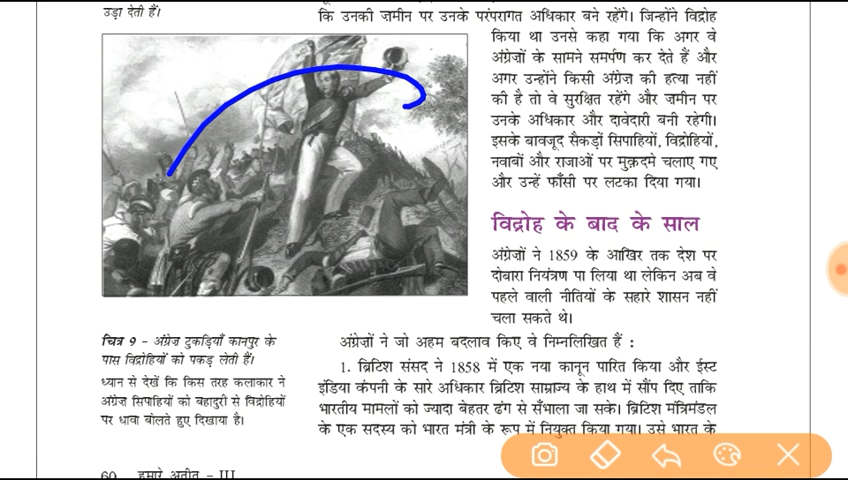 उड़ा देती हैं।
कि उनकी ज़मीन पर उनके परंपरागत अधिकार बने रहेंगे। जिन्होंने विद्रोह
किया था उनसे कहा गया कि अगर वे
अंग्रेज़ों के सामने समर्पण कर देते हैं और
अगर उन्होंने किसी अंग्रेज़ की हत्या नहीं
की है तो वे सुरक्षित रहेंगे और ज़मीन पर
उनके अधिकार और दावेदारी बनी रहेगी।
इसके बावजूद सैकड़ों सिपाहियों, विद्रोहियों,
नवाबों और राजाओं पर मुक़दमे चलाए गए
और उन्हें फाँसी पर लटका दिया गया।
विद्रोह के बाद के साल
अंग्रेज़ों ने 1859 के आखिर तक देश पर
दोबारा नियंत्रण पा लिया था लेकिन अब वे
पहले वाली नीतियों के सहारे शासन नहीं
चला सकते थे।
चित्र 9 – अंग्रेज़ टुकड़ियाँ कानपुर के
पास विद्रोहियों को पकड़ लेती हैं।
ध्यान से देखें कि किस तरह कलाकार ने
अंग्रेज़ सिपाहियों को बहादुरी से विद्रोहियों
पर धावा बोलते हुए दिखाया है।
अंग्रेज़ों ने जो अहम बदलाव किए वे निम्नलिखित हैं :
1. ब्रिटिश संसद ने 1858 में एक नया कानून पारित किया और ईस्ट
इंडिया कंपनी के सारे अधिकार ब्रिटिश साम्राज्य के हाथ में सौंप दिए ताकि
भारतीय मामलों को ज्यादा बेहतर ढंग से सँभाला जा सके। ब्रिटिश मंत्रिमंडल
के एक सदस्य को भारत मंत्री के रूप में नियुक्त किया गया। उसे भारत के
60 हमारे अतीत – III